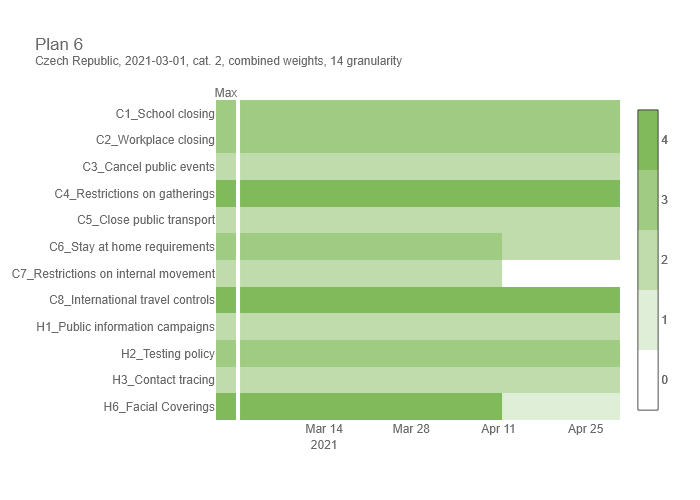 Plan 6
Czech Republic, 2021-03-01, cat. 2, combined weights, 14 granularity
Max
C1_School closing
C2_Workplace closing
C3_Cancel public events
C4_Restrictions on gatherings
C5_Close public transport
C6_Stay at home requirements
C7_Restrictions on internal movement
C8_International travel controls
H1_Public information campaigns
H2_Testing policy
H3_Contact tracing
H6_Facial Coverings
Mar 14
2021
Mar 28
Apr 11
Apr 25
4
3
2
1
0